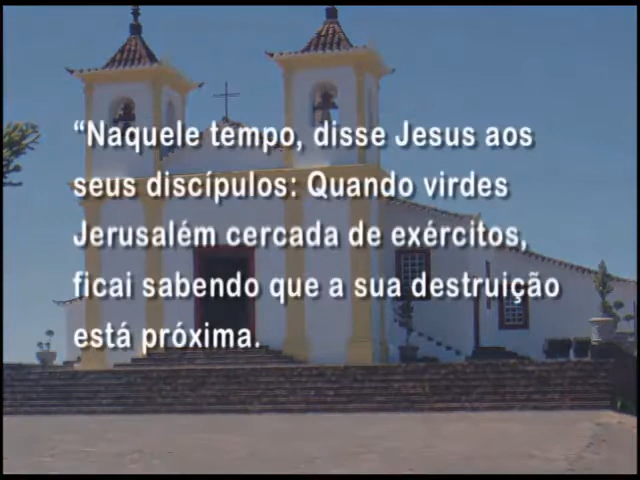 “Naquele tempo, disse Jesus aos
seus discípulos: Quando virdes
Jerusalém cercada de exércitos,
ficai sabendo que a sua destruição
está próxima.